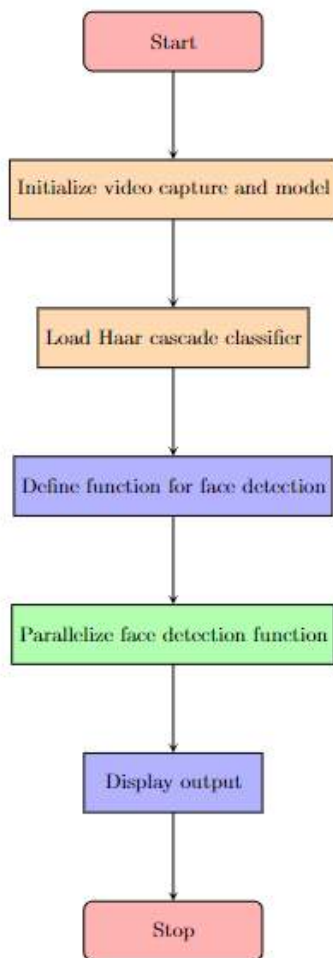 Start
Initialize video capture and model
Load Haar cascade classifier
Define function for face detection
Parallelize face detection function
Display output
Stop